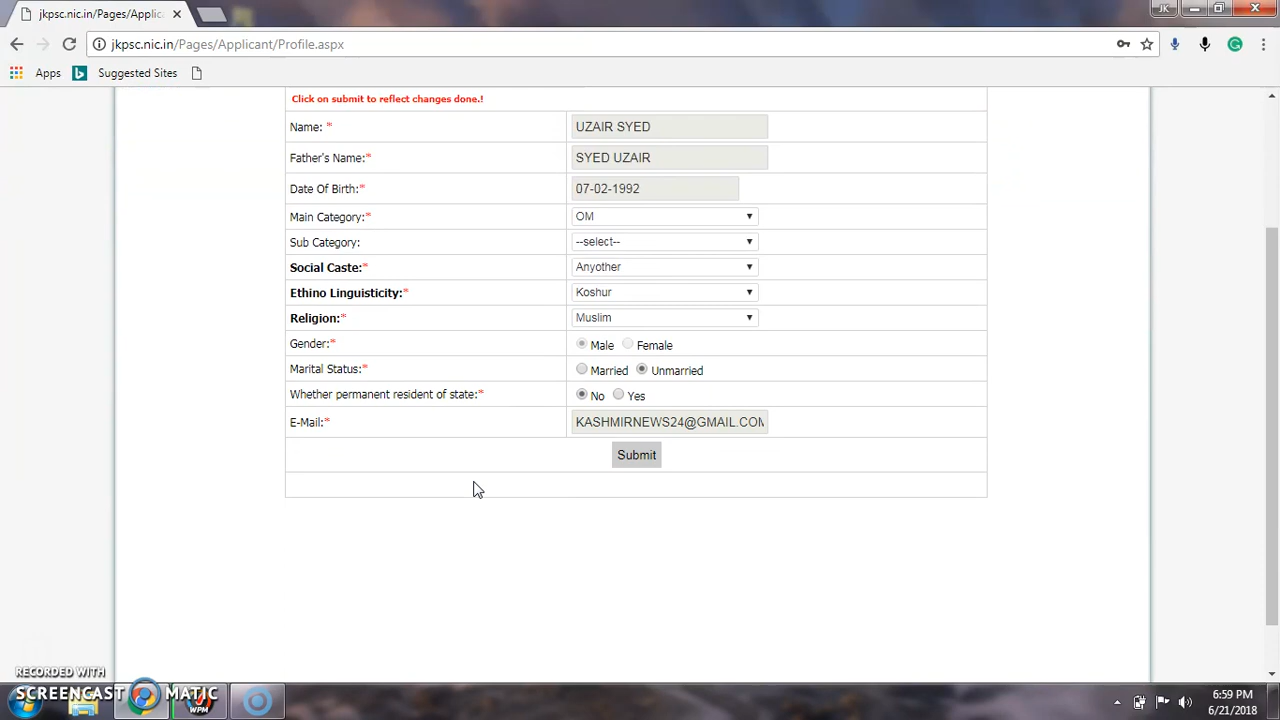 jkpsc.nic.in/Pages/Applic
JK
jkpsc.nic.in/Pages/Applicant/Profile.aspx
Apps Suggested Sites
Click on submit to reflect changes done.!
Name: * UZAIR SYED
Father's Name:* SYED UZAIR
Date Of Birth:* 07-02-1992
Main Category:* OM
Sub Category: --select--
Social Caste:* Anyother
Ethino Linguisticity:* Koshur
Religion:* Muslim
Gender:* Male Female
Marital Status:* Married Unmarried
Whether permanent resident of state:* No Yes
E-Mail:* KASHMIRNEWS24@GMAIL.COM
Submit
RECORDED WITH
SCREENCAST MATIC
WPM
6:59 PM
6/21/2018